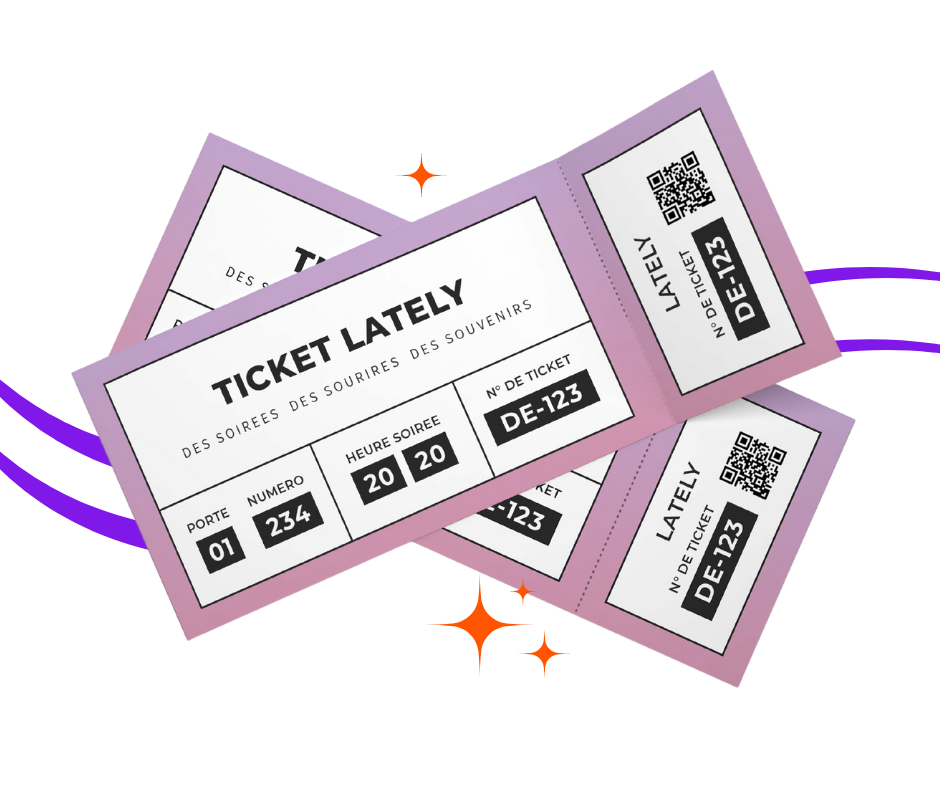 TICKET LATELY
DES SOIREES DES SOURIRES DES SOUVENIRS
PORTE
01
NUMERO
234
HEURE SOIREE
20 20
N° DE TICKET
DE-123
LATELY
N° DE TICKET
DE-123
DES
-123
LATELY
N° DE TICKET
DE-123